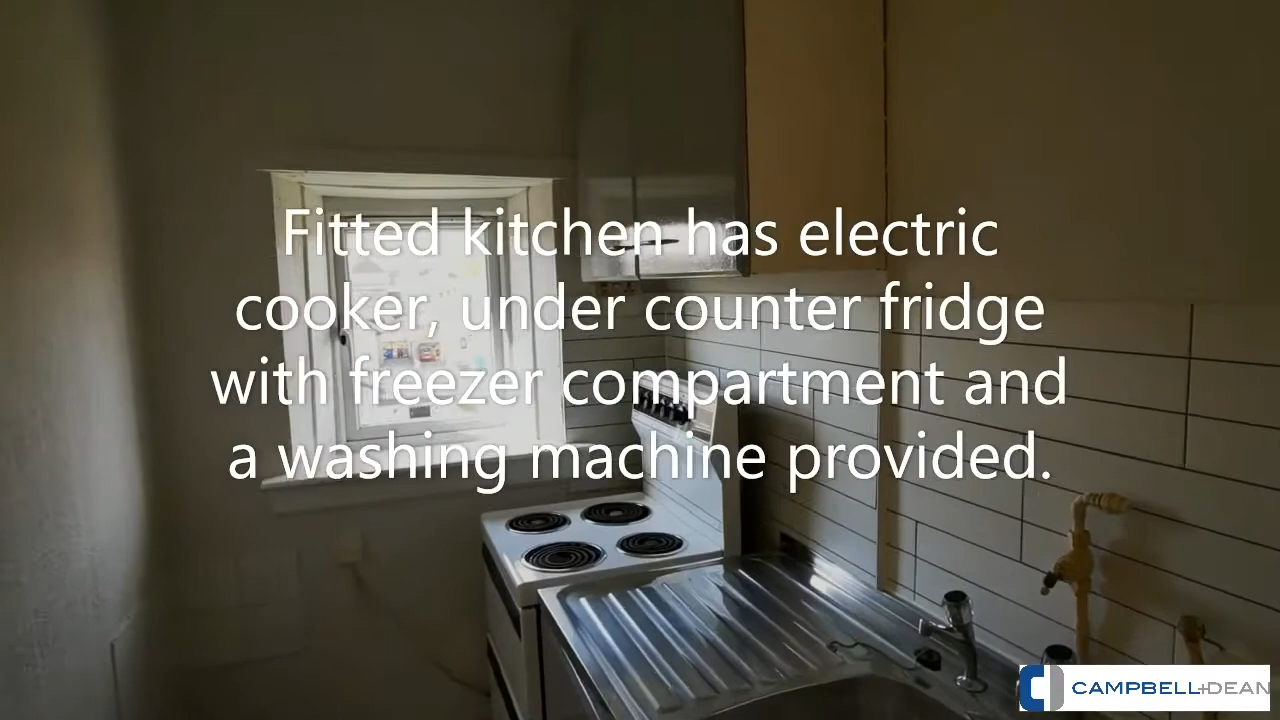 Fitted kitchen has electric
cooker, under counter fridge
with freezer compartment and
a washing machine provided.
CAMPBELL+DEAN